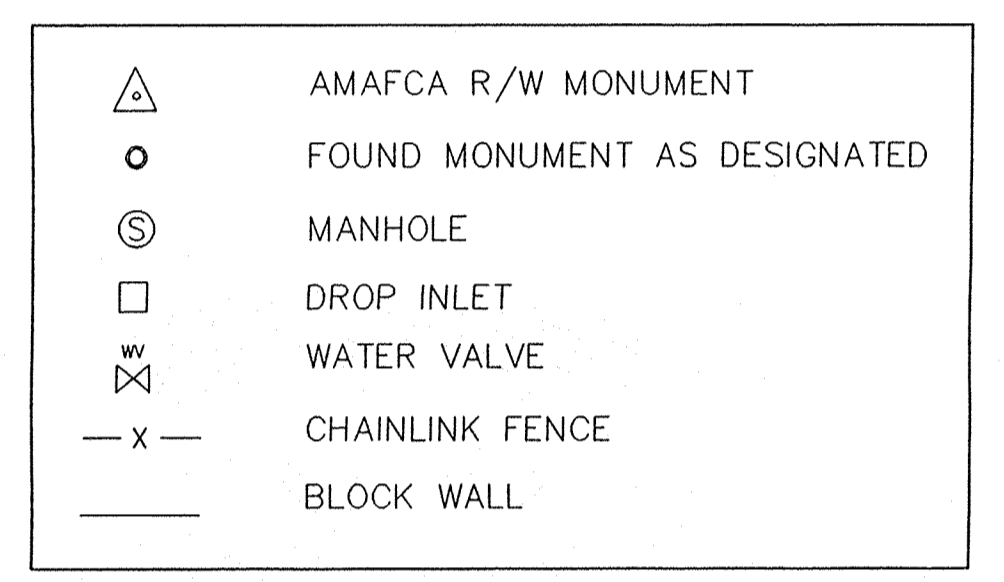 AMAFCA R/W MONUMENT
FOUND MONUMENT AS DESIGNATED
S MANHOLE
DROP INLET
WV
WATER VALVE
— X — CHAINLINK FENCE
BLOCK WALL